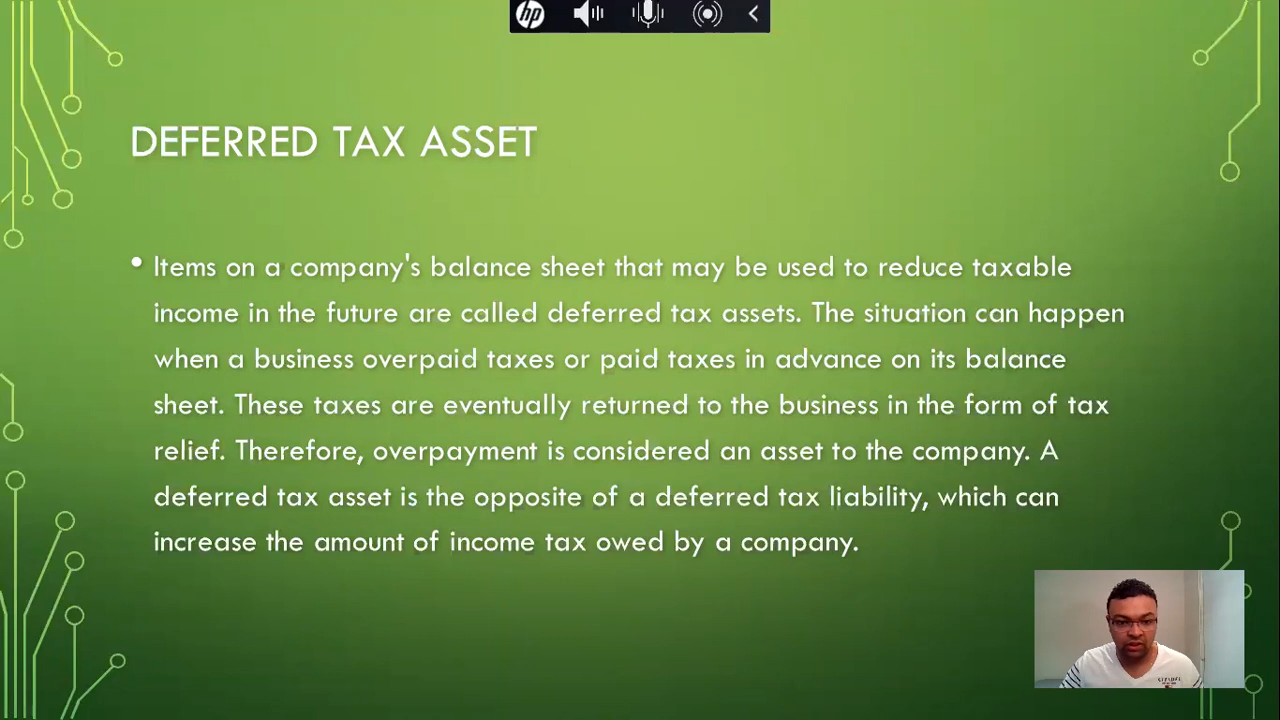 hp
DEFERRED TAX ASSET
• Items on a company's balance sheet that may be used to reduce taxable
income in the future are called deferred tax assets. The situation can happen
when a business overpaid taxes or paid taxes in advance on its balance
sheet. These taxes are eventually returned to the business in the form of tax
relief. Therefore, overpayment is considered an asset to the company. A
deferred tax asset is the opposite of a deferred tax liability, which can
increase the amount of income tax owed by a company.